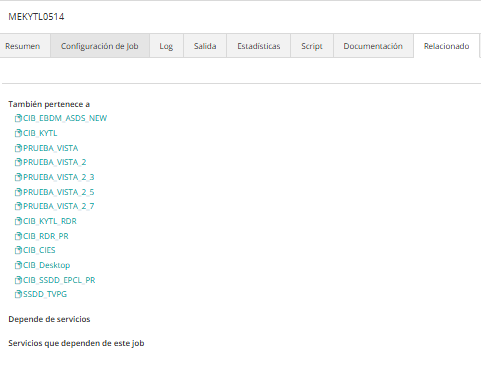 MEKYTL0514
Resumen Configuración de Job Log Salida Estadísticas Script Documentación Relacionado
También pertenece a
CIB_EBDM_ASDS_NEW
CIB_KYTL
PRUEBA_VISTA
PRUEBA_VISTA_2
PRUEBA_VISTA_2_3
PRUEBA_VISTA_2_5
PRUEBA_VISTA_2_7
CIB_KYTL_RDR
CIB_RDR_PR
CIB_CIES
CIB_Desktop
CIB_SSDD_EPCL_PR
SSDD_TVPG
Depende de servicios
Servicios que dependen de este job